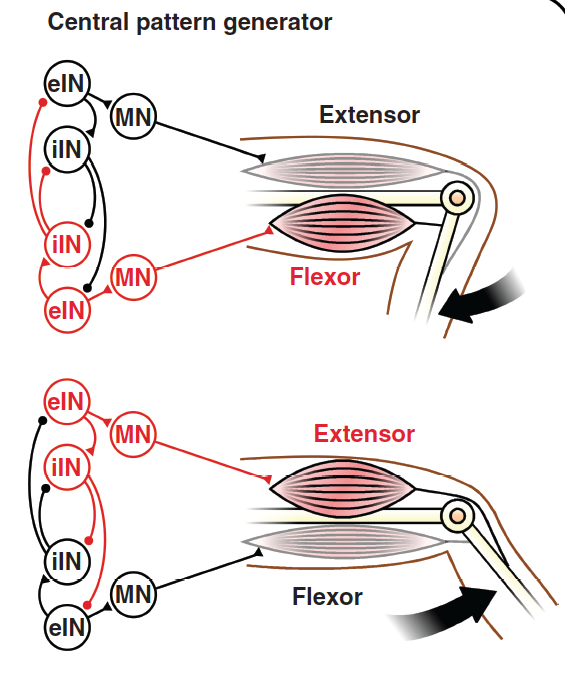 Central pattern generator
eIN
MN
Extensor
iIN
iIN
MN
Flexor
eIN
eIN
MN
Extensor
iIN
iIN
MN
Flexor
eIN